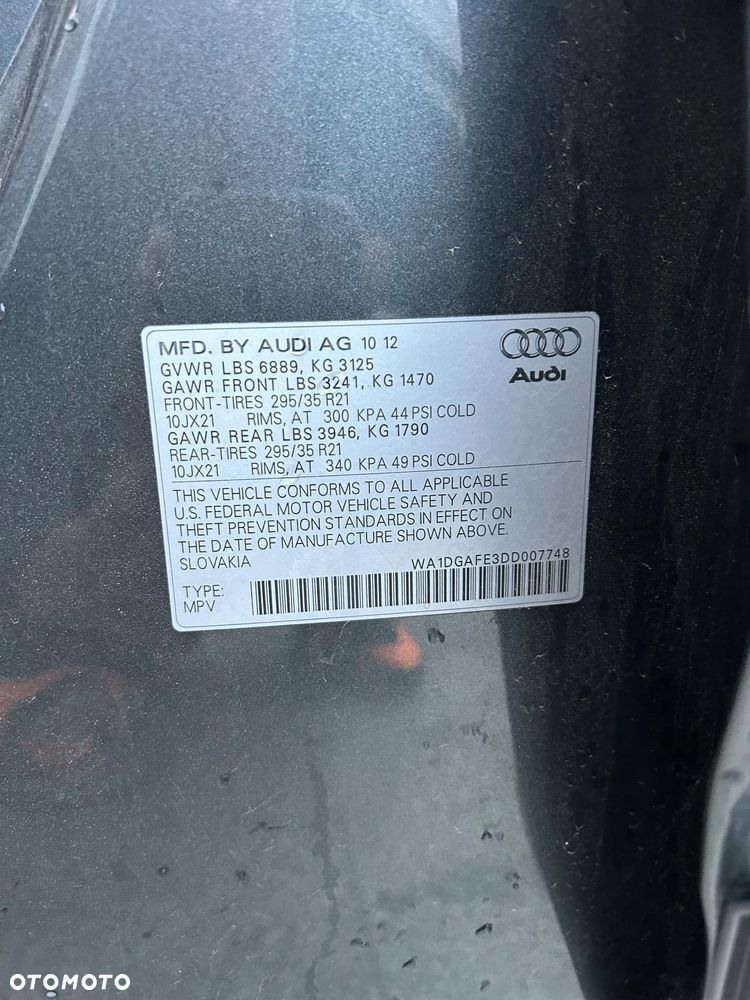 MFD. BY AUDI AG 10 12
GVWR LBS 6889, KG 3125
GAWR FRONT LBS 3241, KG 1470
FRONT-TIRES 295/35 R21
10JX21 RIMS, AT 300 KPA 44 PSI COLD
GAWR REAR LBS 3946, KG 1790
REAR-TIRES 295/35 R21
10JX21 RIMS, AT 340 KPA 49 PSI COLD
Audi
THIS VEHICLE CONFORMS TO ALL APPLICABLE
U.S. FEDERAL MOTOR VEHICLE SAFETY AND
THEFT PREVENTION STANDARDS IN EFFECT ON
THE DATE OF MANUFACTURE SHOWN ABOVE.
SLOVAKIA WA1DGAFE3DD007748
TYPE:
MPV
OTOMOTO